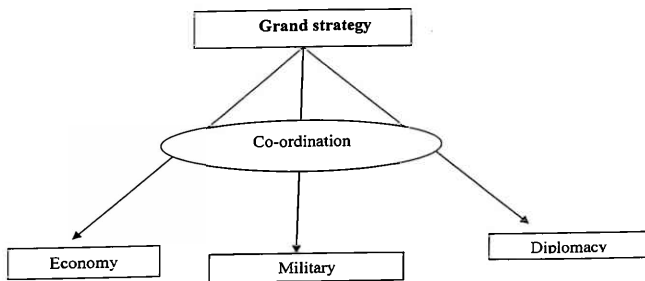 Grand strategy
Co-ordination
Economy
Military
Diplomacy